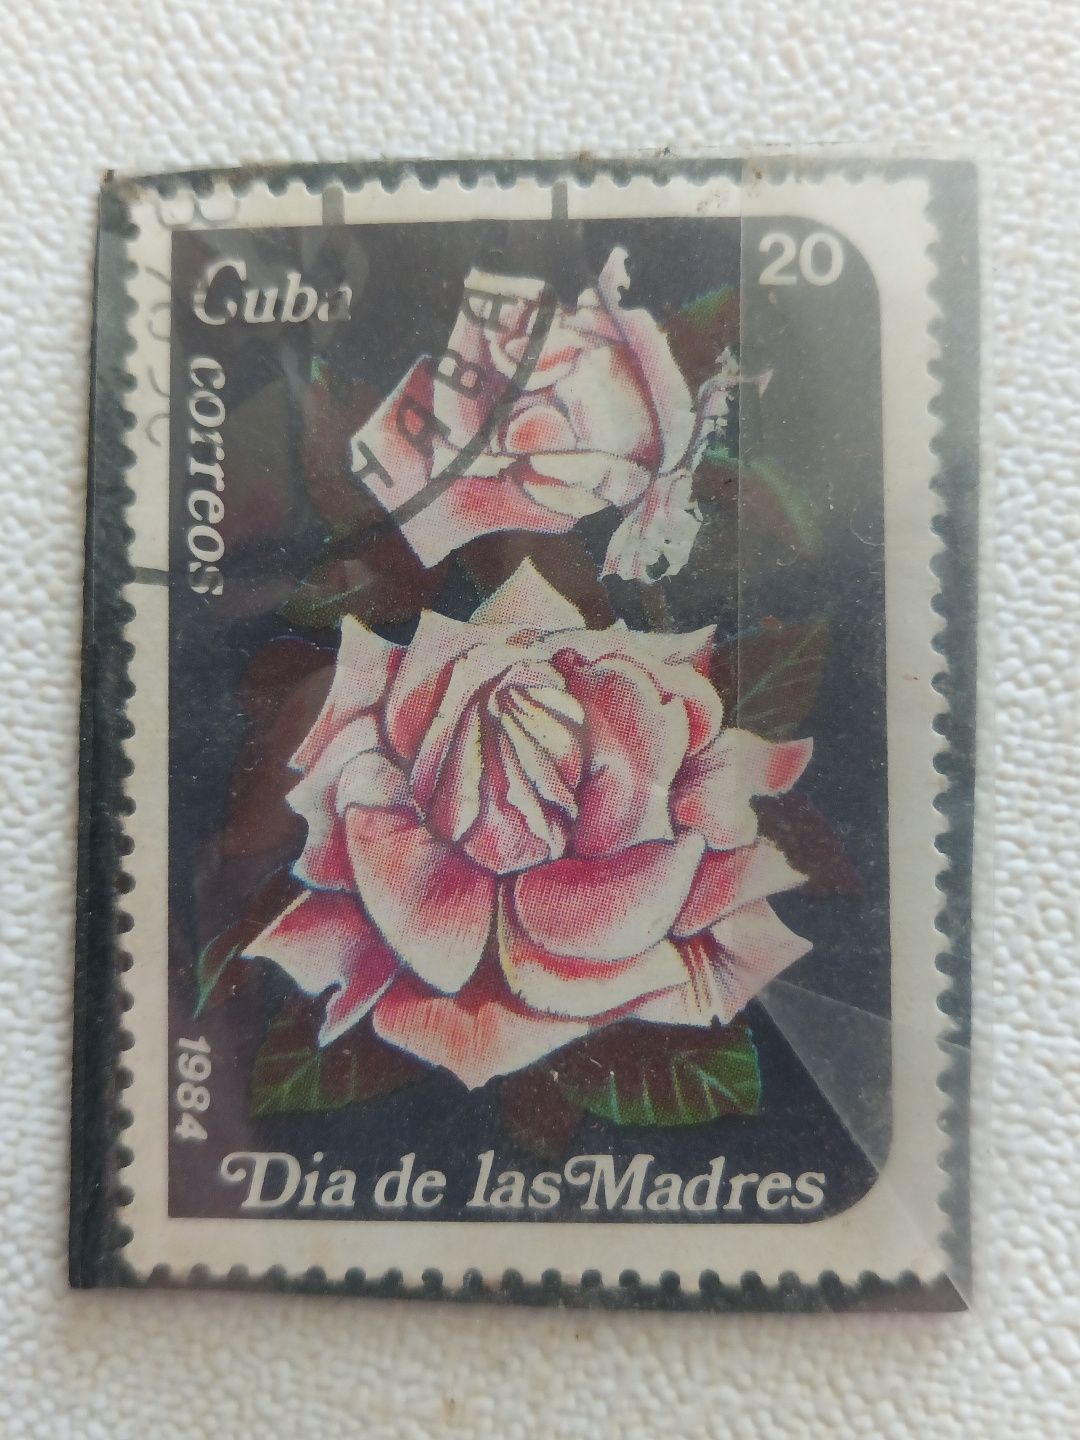 Cuba
20
correos
1984
Dia de las Madres